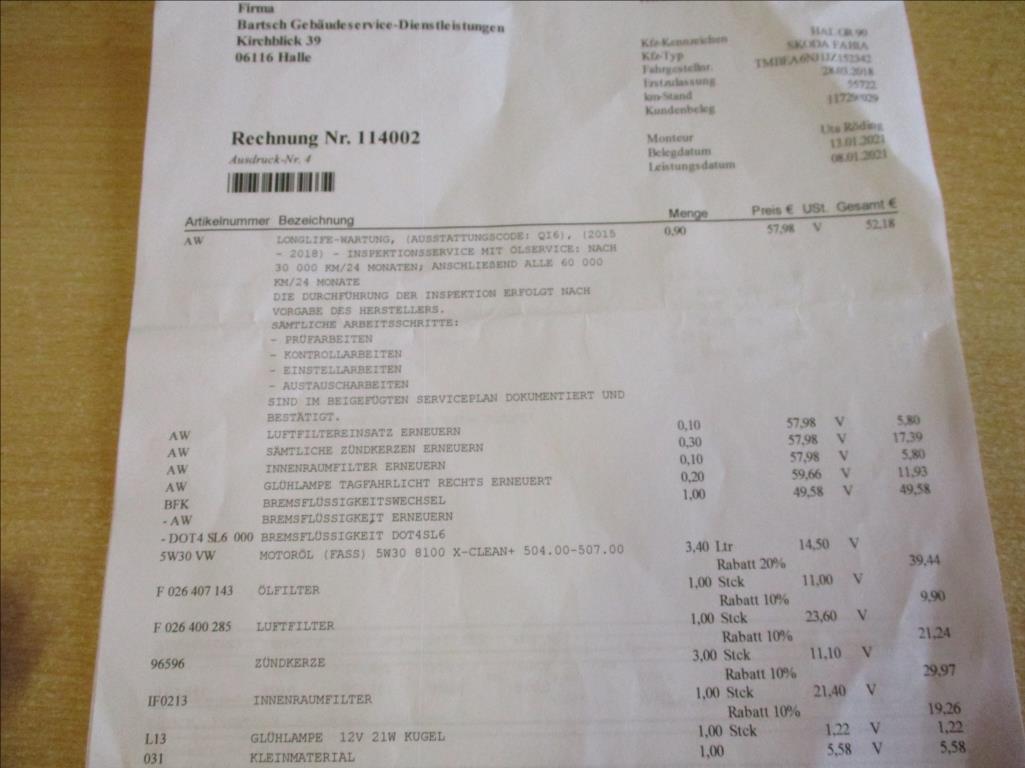 Firma
Bartsch Gebäudeservice-Dienstleistungen
Kirchblick 39
06116 Halle
Kfz-Kennzeichen HAL GR 90
Kfz-Typ SKODA FABIA
Fahrgestellnr.
Erstzulassung 28.03.2018
km-Stand 55722
Kundenbeleg
Rechnung Nr. 114002
Ausdruck-Nr. 4
Monteur Uta Röding
Belegdatum 13.01.2021
Leistungsdatum 08.01.2021
Artikelnummer Bezeichnung Menge Preis € USt. Gesamt €
AW LONGLIFE-WARTUNG, (AUSSTATTUNGSCODE: QI6), (2015 0,90 57,98 V 52,18
- 2018) - INSPEKTIONSSERVICE MIT ÖLSERVICE: NACH
30 000 KM/24 MONATEN; ANSCHLIEßEND ALLE 60 000
KM/24 MONATE
DIE DURCHFÜHRUNG DER INSPEKTION ERFOLGT NACH
VORGABE DES HERSTELLERS.
SÄMTLICHE ARBEITSSCHRITTE:
- PRÜFARBEITEN
- KONTROLLARBEITEN
- EINSTELLARBEITEN
- AUSTAUSCHARBEITEN
SIND IM BEIGEFÜGTEN SERVICEPLAN DOKUMENTIERT UND
BESTÄTIGT.
AW LUFTFILTEREINSATZ ERNEUERN 0,10 57,98 V 5,80
AW SÄMTLICHE ZÜNDKERZEN ERNEUERN 0,30 57,98 V 17,39
AW INNENRAUMFILTER ERNEUERN 0,10 57,98 V 5,80
AW GLÜHLAMPE TAGFAHRLICHT RECHTS ERNEUERT 0,20 59,66 V 11,93
BFK BREMSFLÜSSIGKEITSWECHSEL 1,00 49,58 V 49,58
- AW BREMSFLÜSSIGKEIT ERNEUERN
- DOT4 SL6 000 BREMSFLÜSSIGKEIT DOT4SL6
5W30 VW MOTORÖL (FASS) 5W30 8100 X-CLEAN+ 504.00-507.00 3,40 Ltr 14,50 V
Rabatt 20% 39,44
F 026 407 143 ÖLFILTER 1,00 Stck 11,00 V
Rabatt 10% 9,90
F 026 400 285 LUFTFILTER 1,00 Stck 23,60 V
Rabatt 10% 21,24
96596 ZÜNDKERZE 3,00 Stck 11,10 V
Rabatt 10% 29,97
IF0213 INNENRAUMFILTER 1,00 Stck 21,40 V
Rabatt 10% 19,26
L13 GLÜHLAMPE 12V 21W KUGEL 1,00 Stck 1,22 V 1,22
031 KLEINMATERIAL 1,00 5,58 V 5,58